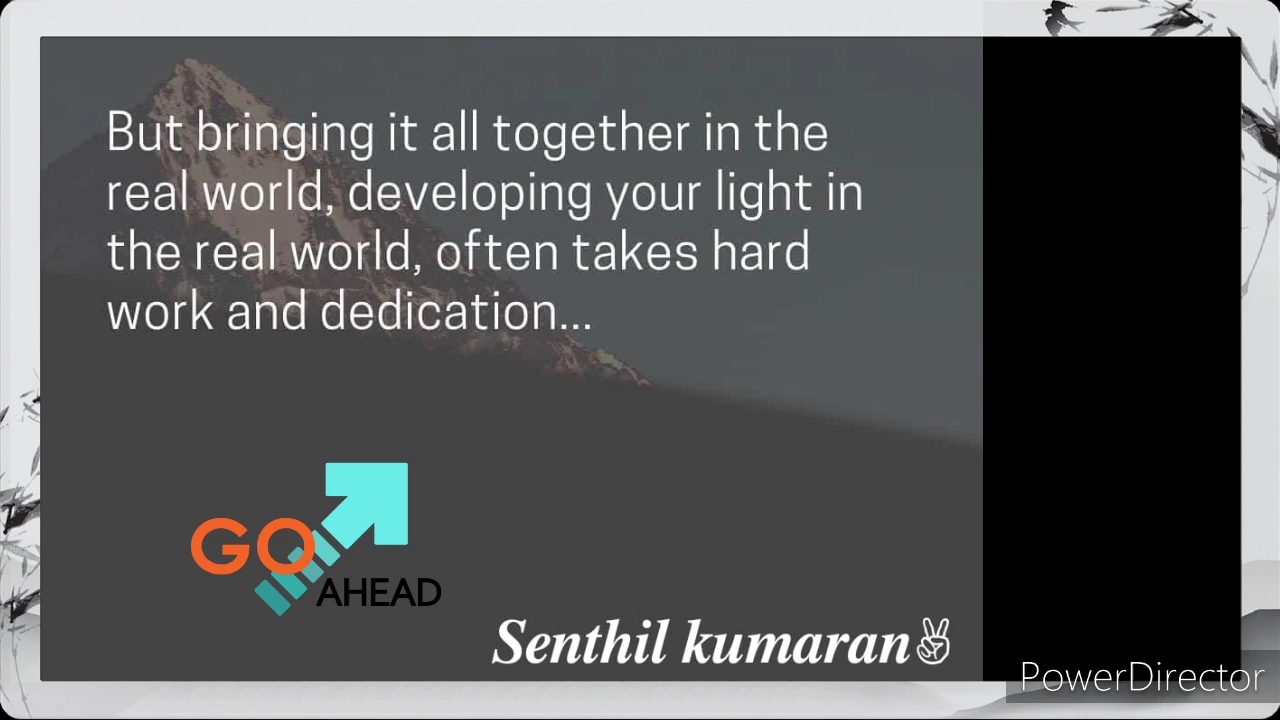 But bringing it all together in the
real world, developing your light in
the real world, often takes hard
work and dedication...
GO
AHEAD
Senthil kumaran✌
PowerDirector